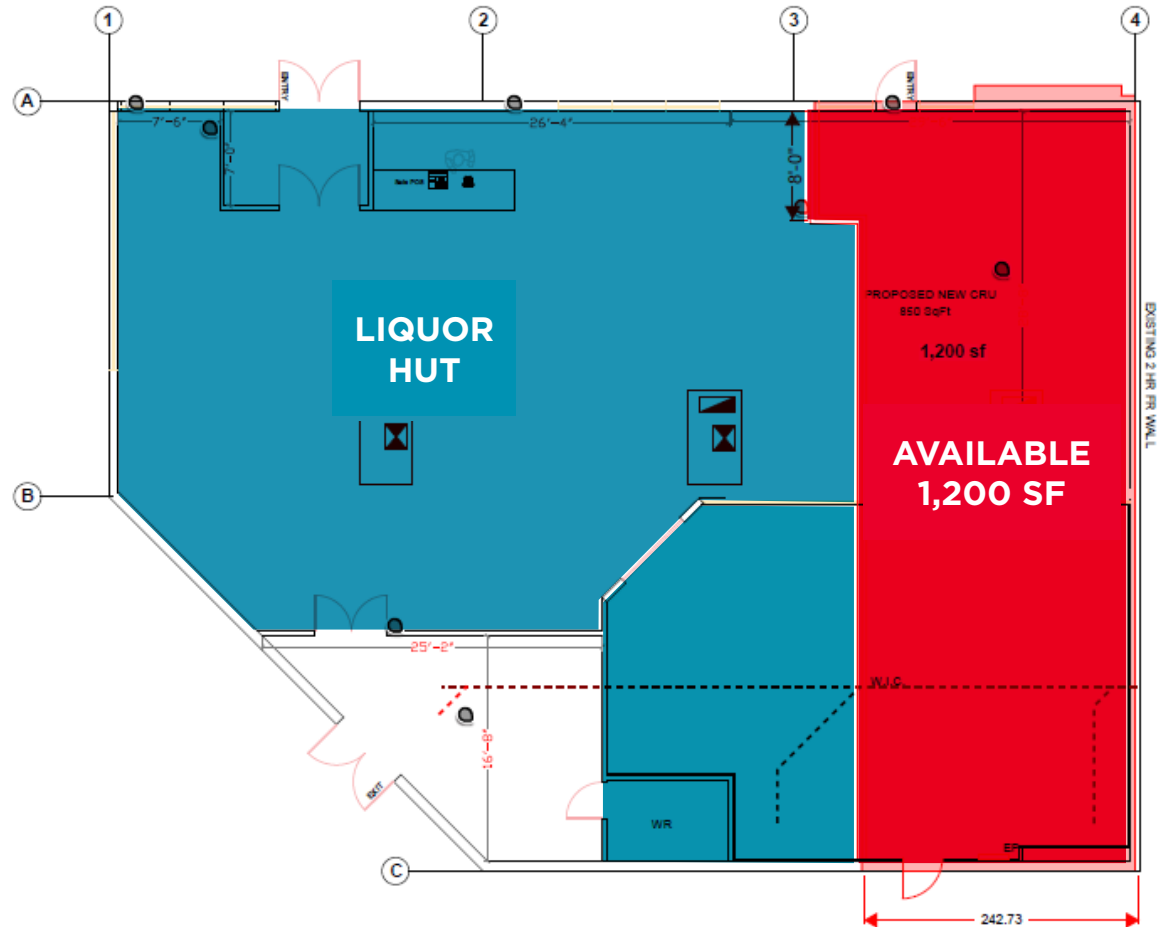 1
2
3
4
A
ENTRY
ENTRY
7'-6"
26'-4"
7'-0"
8'-0"
PROPOSED NEW CRU
850 SqFt
1,200 sf
LIQUOR
HUT
EXISTING 2 HR FR WALL
AVAILABLE
1,200 SF
B
25'-2"
W.I.C.
16'-8"
EXIT
WR
EP
C
242.73